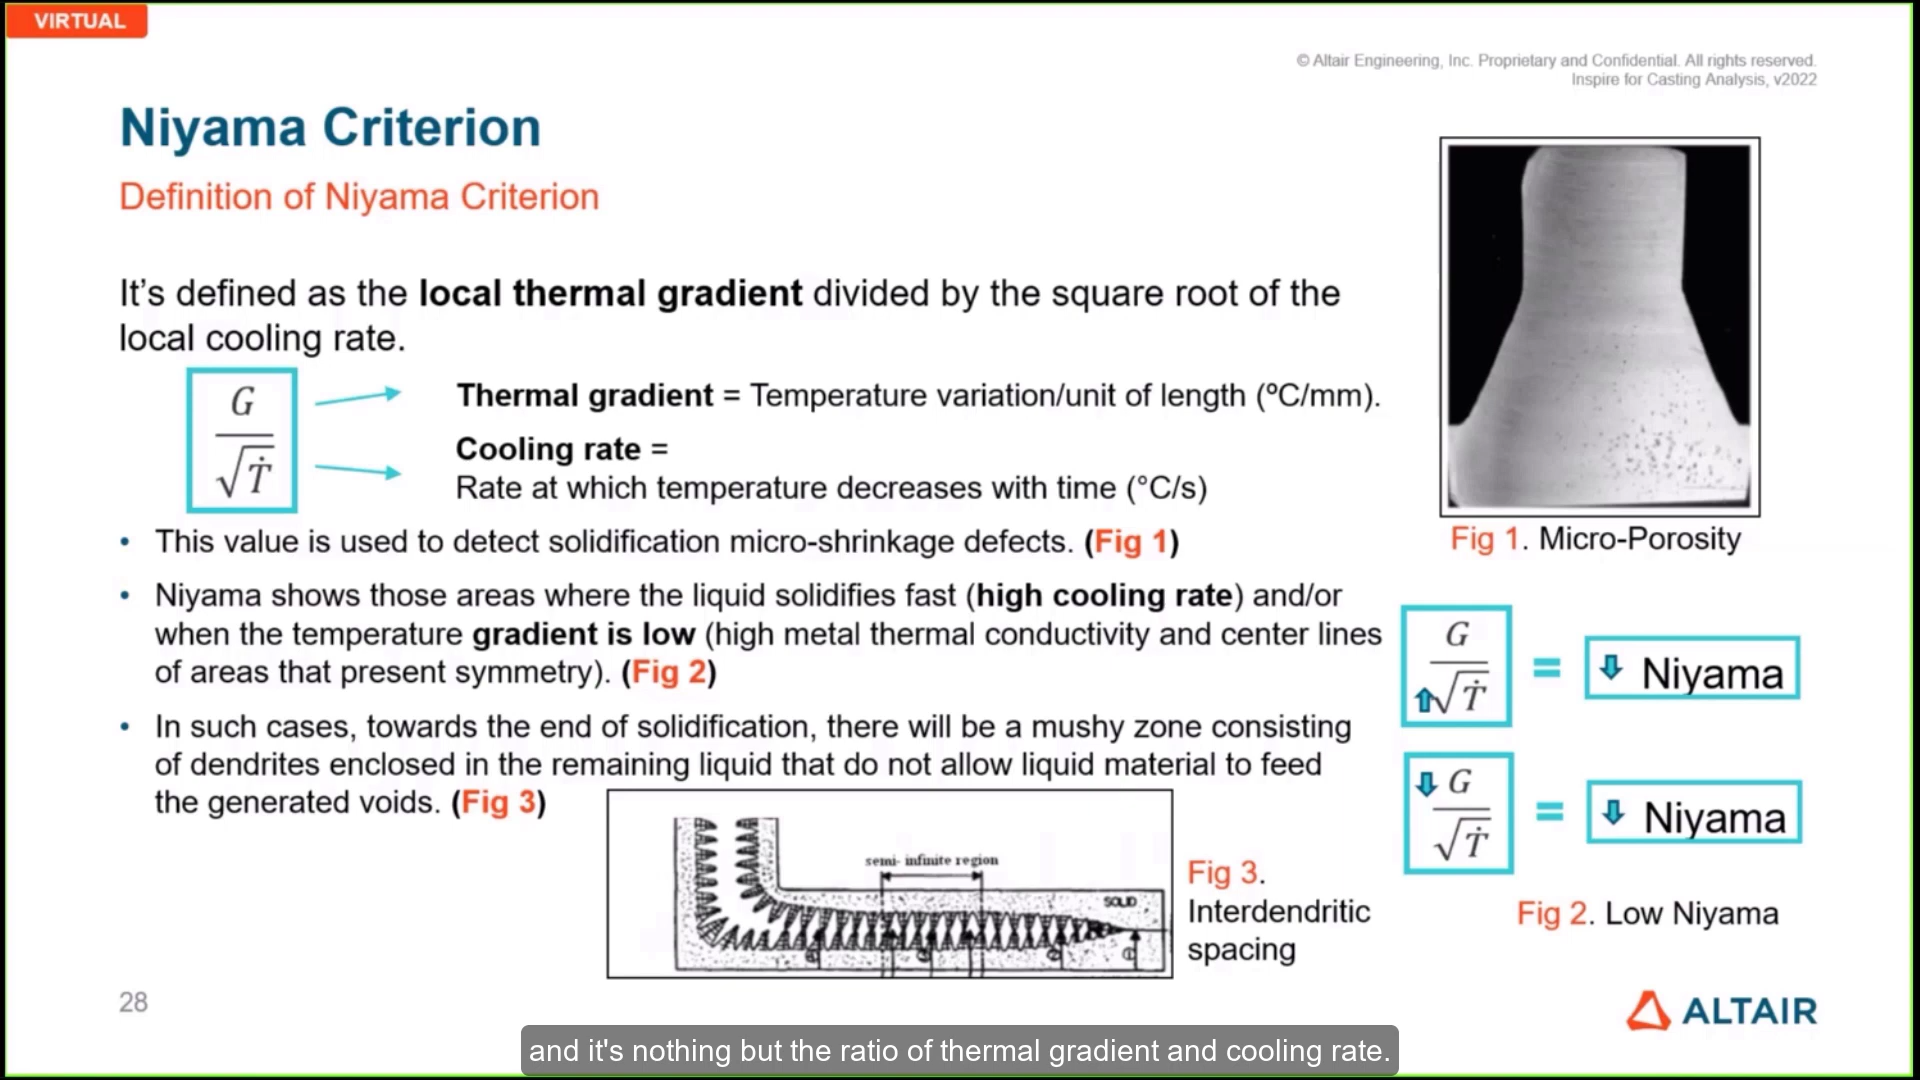 VIRTUAL
© Altair Engineering, Inc. Proprietary and Confidential. All rights reserved.
Inspire for Casting Analysis, v2022
Niyama Criterion
Definition of Niyama Criterion
It's defined as the local thermal gradient divided by the square root of the
local cooling rate.
G
√Ṫ
Thermal gradient = Temperature variation/unit of length (ºC/mm).
Cooling rate =
Rate at which temperature decreases with time (°C/s)
• This value is used to detect solidification micro-shrinkage defects. (Fig 1)
• Niyama shows those areas where the liquid solidifies fast (high cooling rate) and/or
when the temperature gradient is low (high metal thermal conductivity and center lines
of areas that present symmetry). (Fig 2)
• In such cases, towards the end of solidification, there will be a mushy zone consisting
of dendrites enclosed in the remaining liquid that do not allow liquid material to feed
the generated voids. (Fig 3)
Fig 1. Micro-Porosity
G
⬆√Ṫ
= ⬇ Niyama
⬇ G
√Ṫ
= ⬇ Niyama
Fig 2. Low Niyama
semi- infinite region
SOLID
Fig 3.
Interdendritic
spacing
28
ALTAIR
and it's nothing but the ratio of thermal gradient and cooling rate.